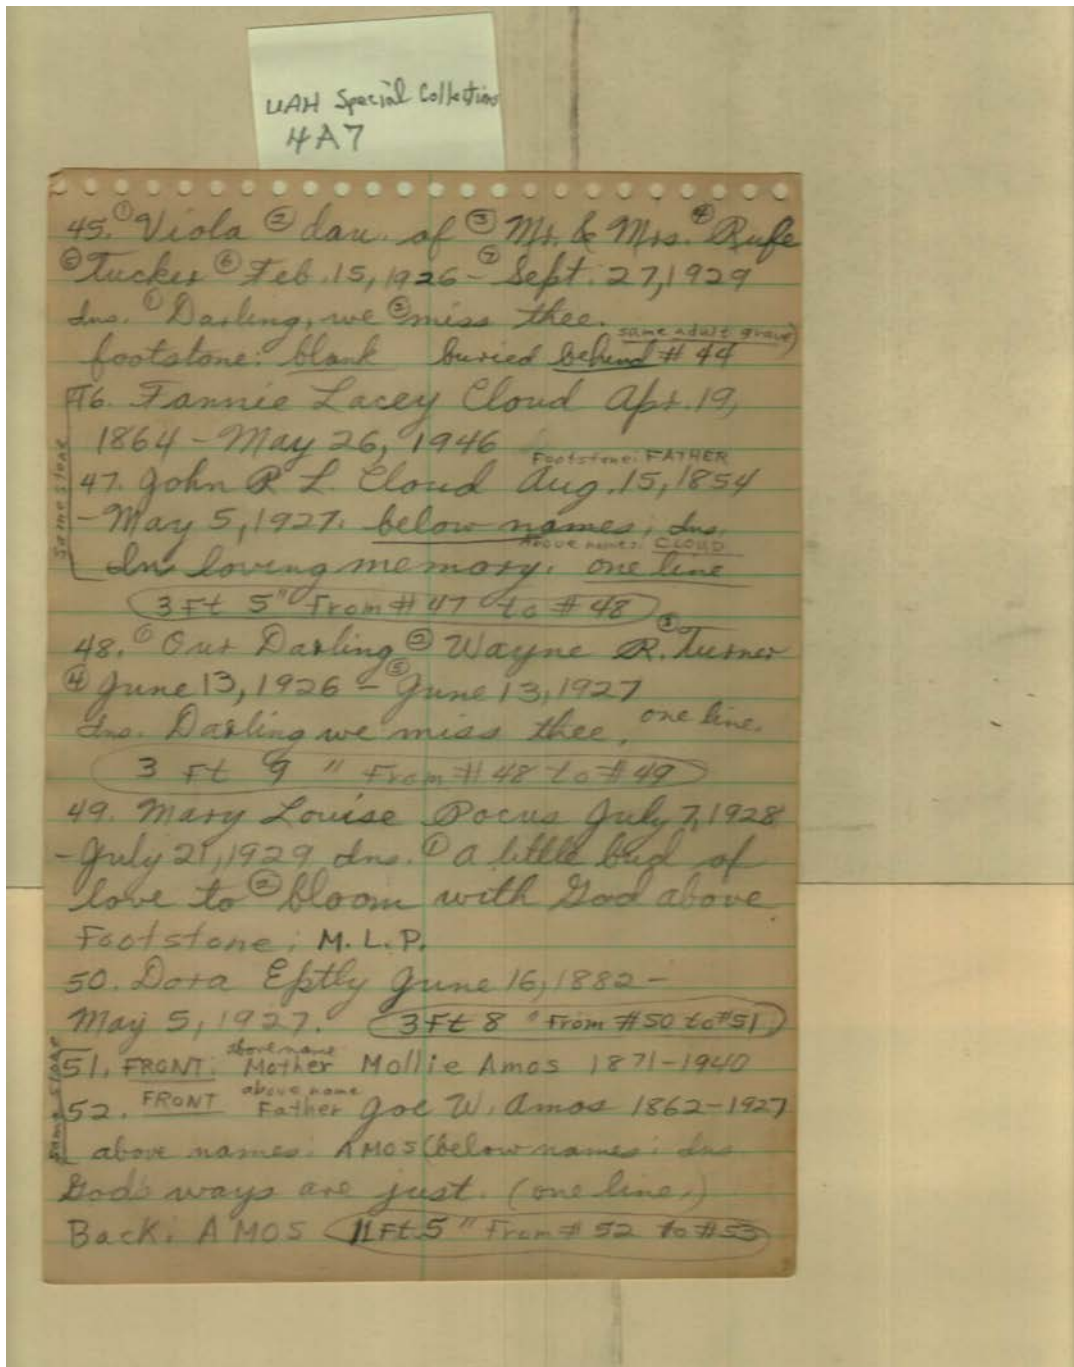 UAH Special Collections
4A7
45. ① Viola ② dau. of ③ Mr. & Mrs. ④ Rufe
⑤ Tucker ⑥ Feb. 15, 1926 - ⑦ Sept. 27, 1929
Ins. ① Darling, we ② miss thee.
same adult grave)
footstone: blank buried behind # 44
46. Fannie Lacey Cloud Apr. 19,
1864 - May 26, 1946
Footstone: FATHER
47. John R. L. Cloud Aug. 15, 1854
- May 5, 1927. below names; Ins.
above names: CLOUD
In loving memory. one line
same stone
3 Ft 5" From # 47 to # 48
48. ① Our Darling ② Wayne R. ③ Turner
④ June 13, 1926 - ⑤ June 13, 1927
Ins. Darling we miss thee. one line.
3 Ft 9 " From # 48 to # 49
49. Mary Louise Pocus July 7, 1928
- July 21, 1929 Ins. ① a little bud of
love to ② bloom with God above
Footstone: M. L. P.
50. Dora Eptly June 16, 1882 -
May 5, 1927. 3 Ft 8 " From # 50 to # 51
above name
51. FRONT: Mother Mollie Amos 1871-1940
above name
52. FRONT Father Joe W. Amos 1862-1927
same stone
above names: AMOS (below names: Ins
God's ways are just. (one line.)
Back: AMOS 11 Ft 5 " From # 52 to # 53